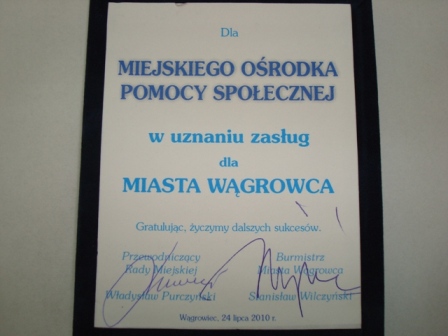 Dla
MIEJSKIEGO OŚRODKA
POMOCY SPOŁECZNEJ
w uznaniu zasług
dla
MIASTA WĄGROWCA
Gratulując, życzymy dalszych sukcesów.
Przewodniczący Burmistrz
Rady Miejskiej Miasta Wągrowca
Władysław Purczyński Stanisław Wilczyński
Wągrowiec, 24 lipca 2010 r.